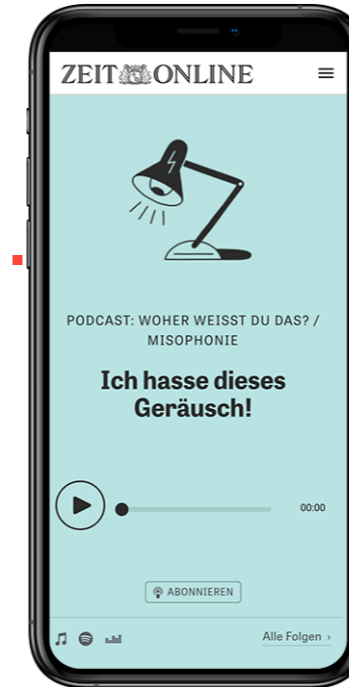 ZEIT ONLINE
PODCAST: WOHER WEISST DU DAS? /
MISOPHONIE
Ich hasse dieses
Geräusch!
00:00
ABONNIEREN
Alle Folgen ›